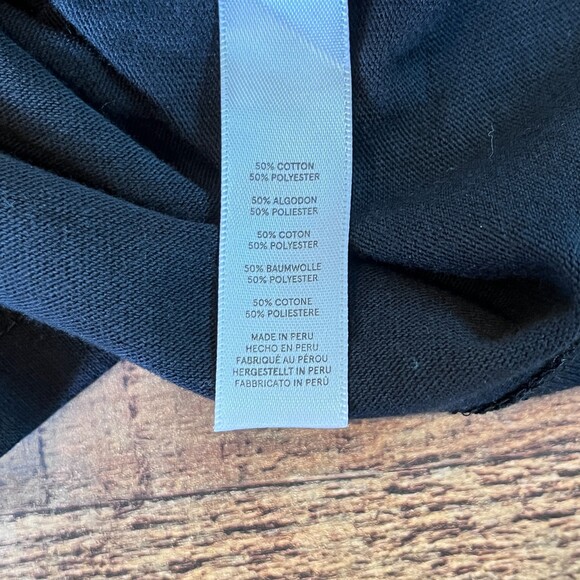 50% COTTON
50% POLYESTER
50% ALGODON
50% POLIESTER
50% COTON
50% POLYESTER
50% BAUMWOLLE
50% POLYESTER
50% COTONE
50% POLIESTERE
MADE IN PERU
HECHO EN PERU
FABRIQUÉ AU PÉROU
HERGESTELLT IN PERU
FABBRICATO IN PERÙ